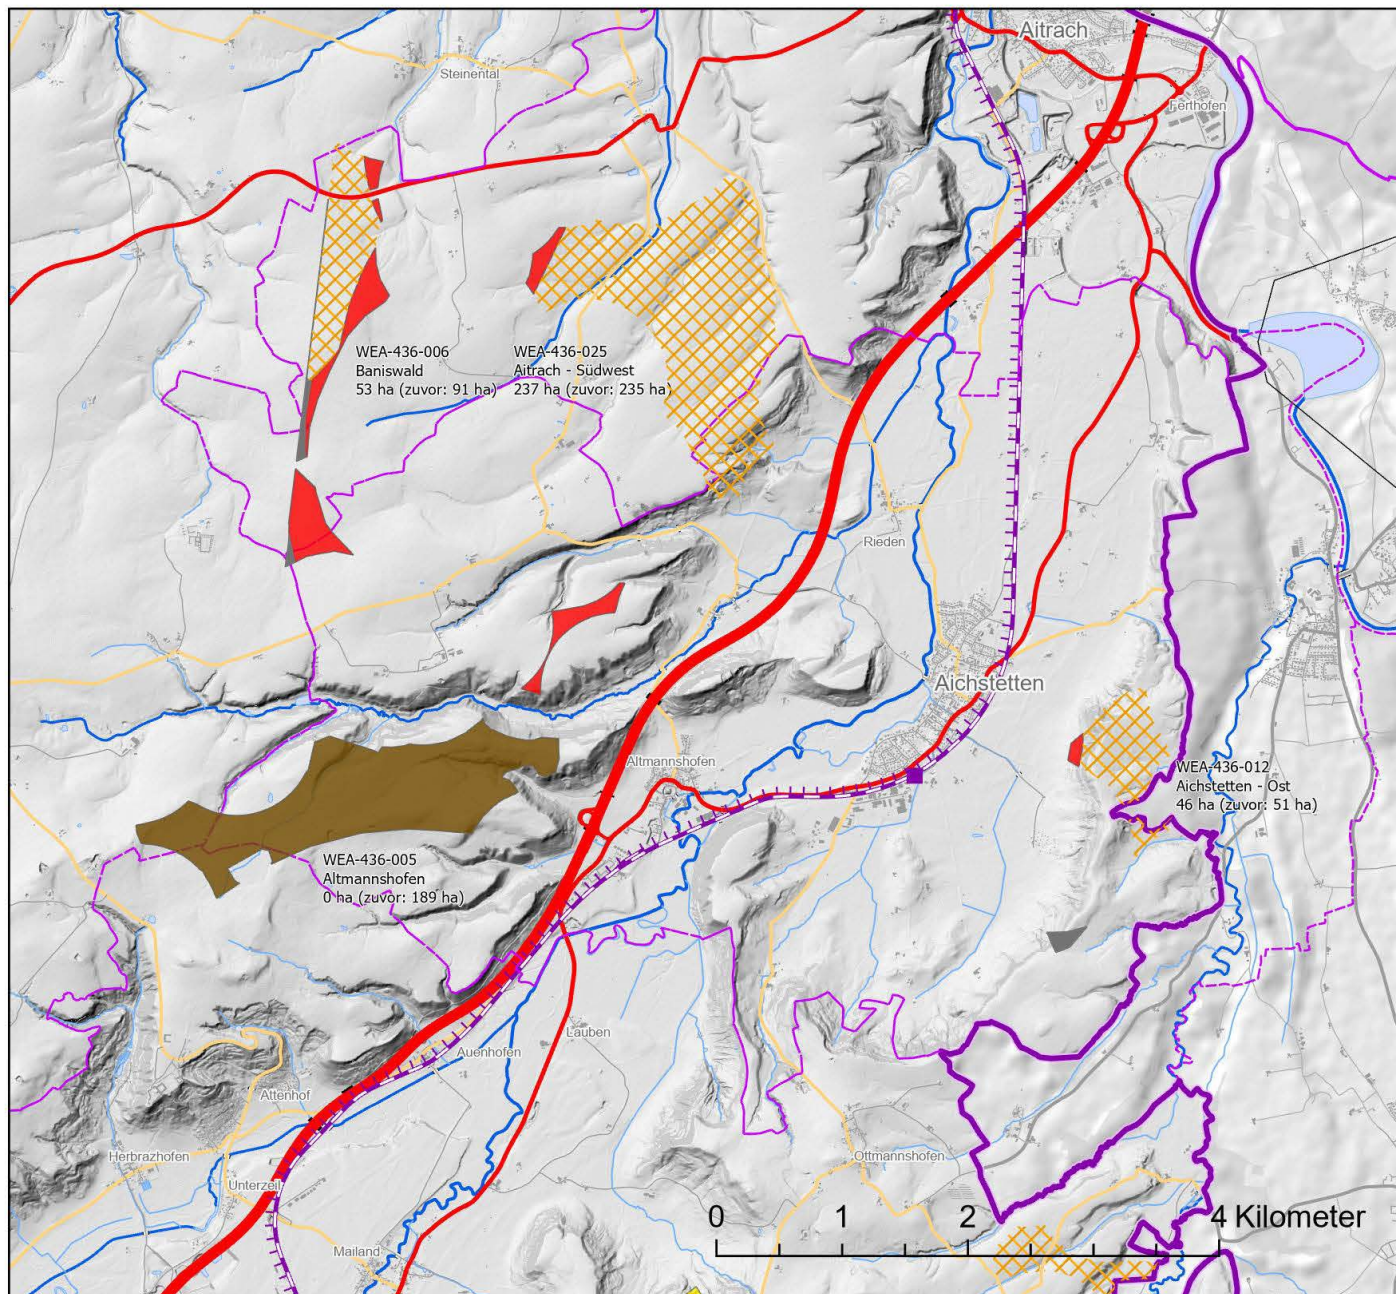 Aitrach
Steinental
Ferthofen
WEA-436-006
Baniswald
53 ha (zuvor: 91 ha)
WEA-436-025
Aitrach - Südwest
237 ha (zuvor: 235 ha)
Rieden
Aichstetten
Altmannshofen
WEA-436-012
Aichstetten - Ost
46 ha (zuvor: 51 ha)
WEA-436-005
Altmannshofen
0 ha (zuvor: 189 ha)
Lauben
Auenhofen
Attenhof
Herbrazhofen
Ottmannshofen
Unterzeil
Mailand
0 1 2 4 Kilometer